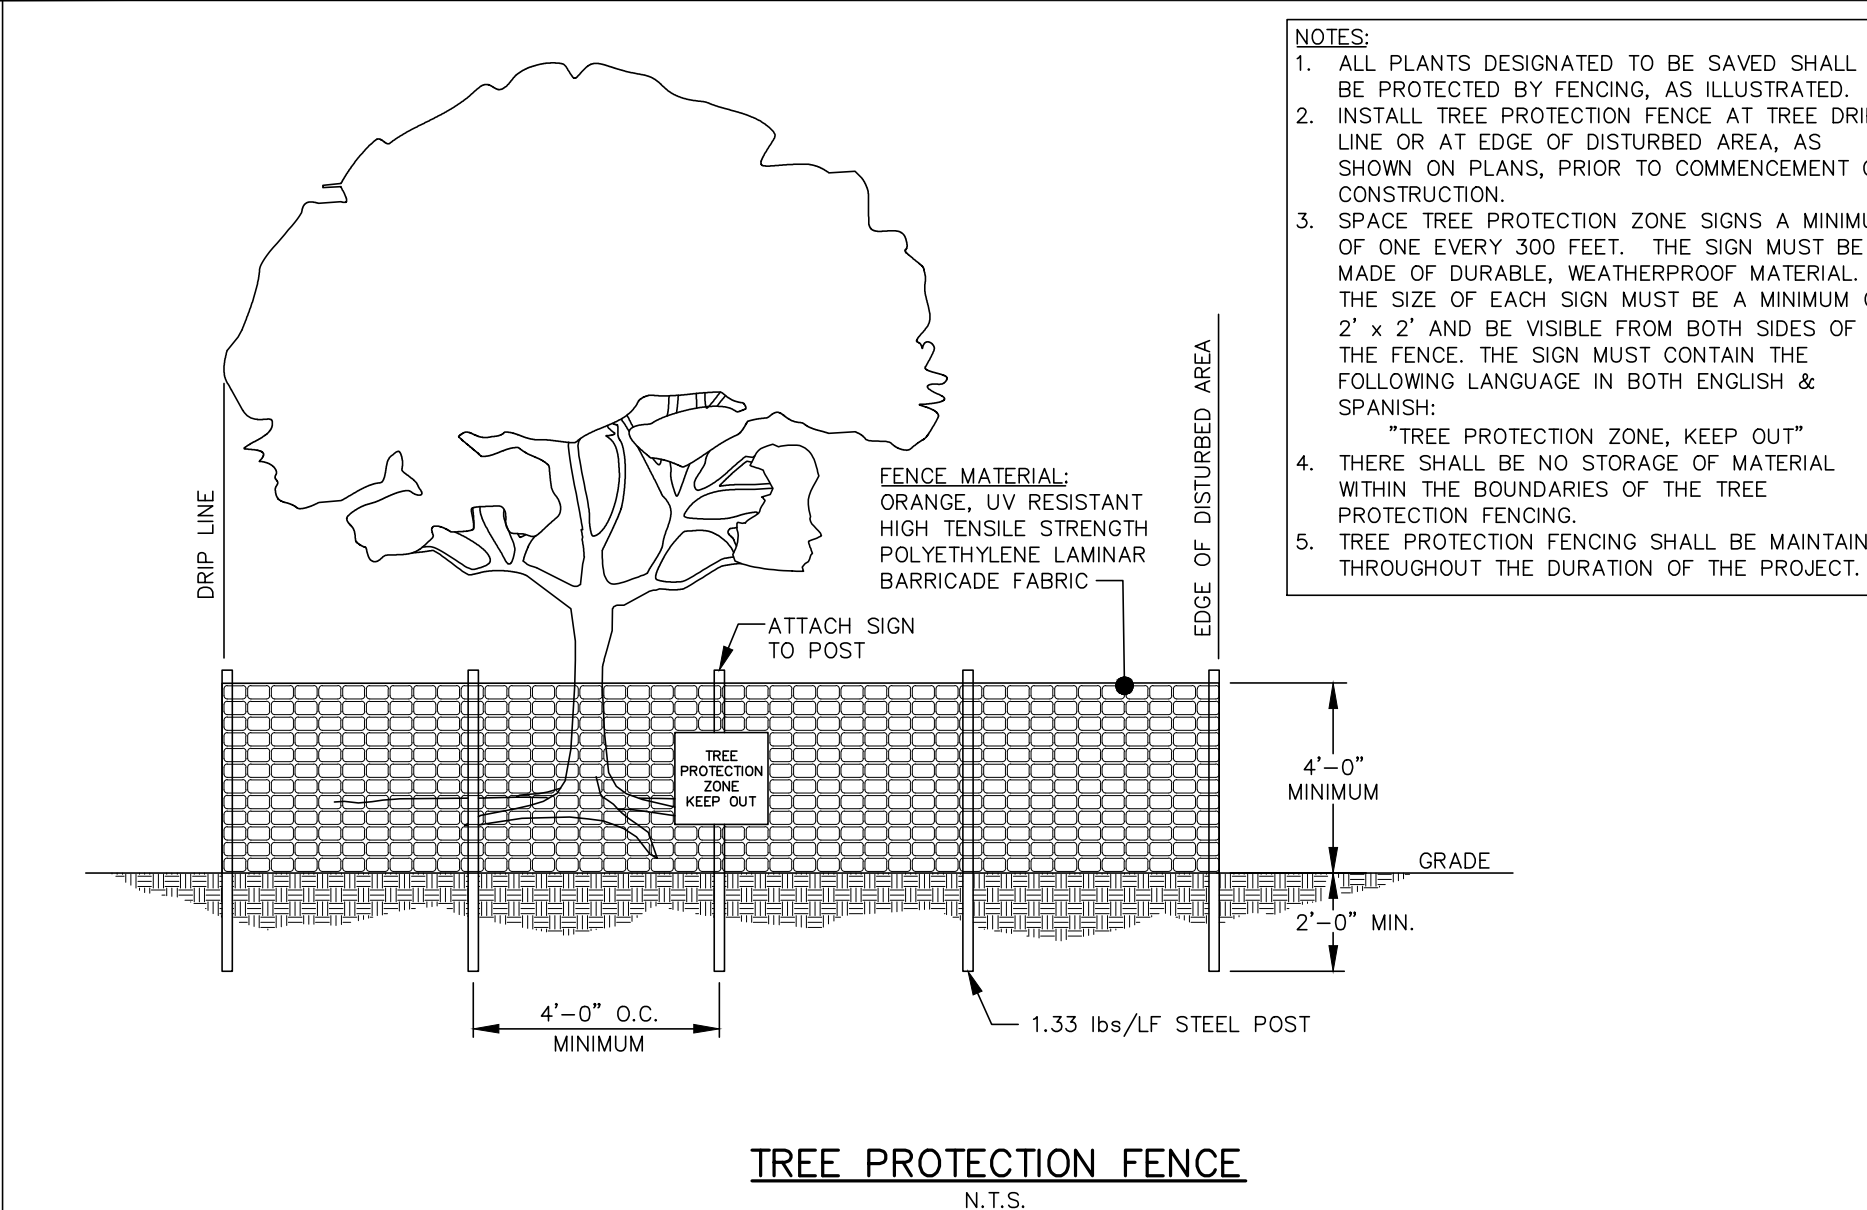 NOTES:
1. ALL PLANTS DESIGNATED TO BE SAVED SHALL
BE PROTECTED BY FENCING, AS ILLUSTRATED.
2. INSTALL TREE PROTECTION FENCE AT TREE
LINE OR AT EDGE OF DISTURBED AREA, AS
SHOWN ON PLANS, PRIOR TO COMMENCEMENT
CONSTRUCTION.
3. SPACE TREE PROTECTION ZONE SIGNS A
OF ONE EVERY 300 FEET. THE SIGN MUST BE
MADE OF DURABLE, WEATHERPROOF MATERIAL.
THE SIZE OF EACH SIGN MUST BE A MINIMUM
2' x 2' AND BE VISIBLE FROM BOTH SIDES OF
THE FENCE. THE SIGN MUST CONTAIN THE
FOLLOWING LANGUAGE IN BOTH ENGLISH &
SPANISH:
"TREE PROTECTION ZONE, KEEP OUT"
4. THERE SHALL BE NO STORAGE OF MATERIAL
WITHIN THE BOUNDARIES OF THE TREE
PROTECTION FENCING.
5. TREE PROTECTION FENCING SHALL BE
THROUGHOUT THE DURATION OF THE PROJECT.
DRIP LINE
EDGE OF DISTURBED AREA
FENCE MATERIAL:
ORANGE, UV RESISTANT
HIGH TENSILE STRENGTH
POLYETHYLENE LAMINAR
BARRICADE FABRIC
ATTACH SIGN
TO POST
TREE
PROTECTION
ZONE
KEEP OUT
4'-0"
MINIMUM
GRADE
2'-0" MIN.
4'-0" O.C.
MINIMUM
1.33 lbs/LF STEEL POST
TREE PROTECTION FENCE
N.T.S.